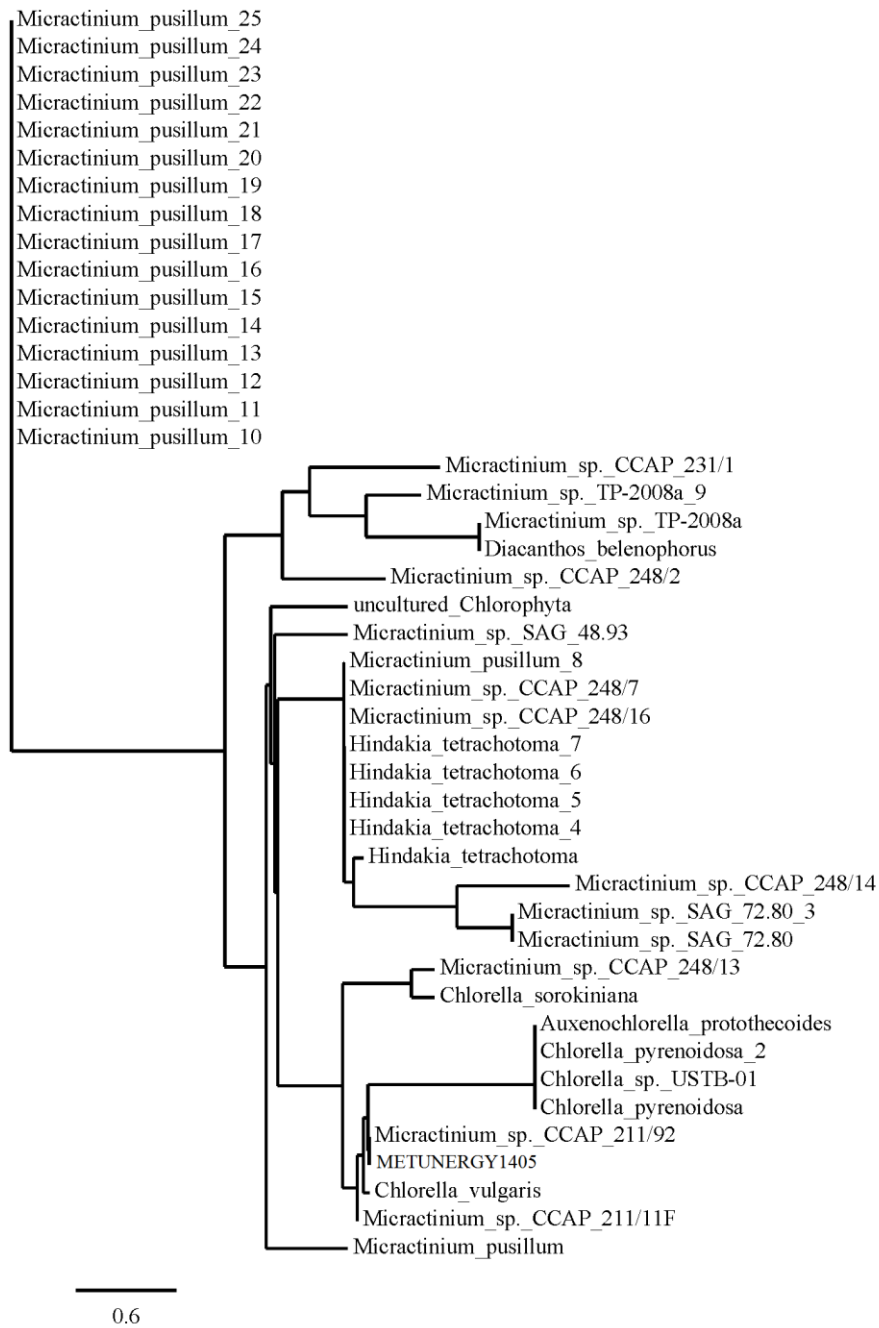 Micractinium_pusillum_25
Micractinium_pusillum_24
Micractinium_pusillum_23
Micractinium_pusillum_22
Micractinium_pusillum_21
Micractinium_pusillum_20
Micractinium_pusillum_19
Micractinium_pusillum_18
Micractinium_pusillum_17
Micractinium_pusillum_16
Micractinium_pusillum_15
Micractinium_pusillum_14
Micractinium_pusillum_13
Micractinium_pusillum_12
Micractinium_pusillum_11
Micractinium_pusillum_10
Micractinium_sp._CCAP_231/1
Micractinium_sp._TP-2008a_9
Micractinium_sp._TP-2008a
Diacanthos_belenophorus
Micractinium_sp._CCAP_248/2
uncultured_Chlorophyta
Micractinium_sp._SAG_48.93
Micractinium_pusillum_8
Micractinium_sp._CCAP_248/7
Micractinium_sp._CCAP_248/16
Hindakia_tetrachotoma_7
Hindakia_tetrachotoma_6
Hindakia_tetrachotoma_5
Hindakia_tetrachotoma_4
Hindakia_tetrachotoma
Micractinium_sp._CCAP_248/14
Micractinium_sp._SAG_72.80_3
Micractinium_sp._SAG_72.80
Micractinium_sp._CCAP_248/13
Chlorella_sorokiniana
Auxenochlorella_protothecoides
Chlorella_pyrenoidosa_2
Chlorella_sp._USTB-01
Chlorella_pyrenoidosa
Micractinium_sp._CCAP_211/92
METUNERGY1405
Chlorella_vulgaris
Micractinium_sp._CCAP_211/11F
Micractinium_pusillum
0.6